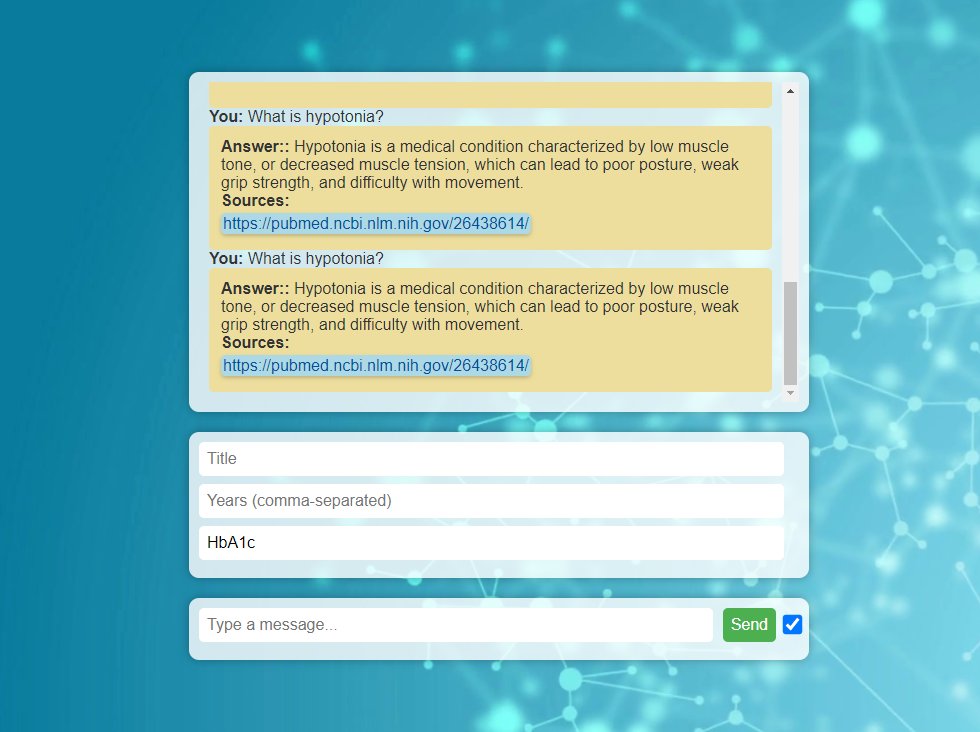 You: What is hypotonia?
Answer:: Hypotonia is a medical condition characterized by low muscle
tone, or decreased muscle tension, which can lead to poor posture, weak
grip strength, and difficulty with movement.
Sources:
https://pubmed.ncbi.nlm.nih.gov/26438614/
You: What is hypotonia?
Answer:: Hypotonia is a medical condition characterized by low muscle
tone, or decreased muscle tension, which can lead to poor posture, weak
grip strength, and difficulty with movement.
Sources:
https://pubmed.ncbi.nlm.nih.gov/26438614/
Title
Years (comma-separated)
HbA1c
Type a message... Send